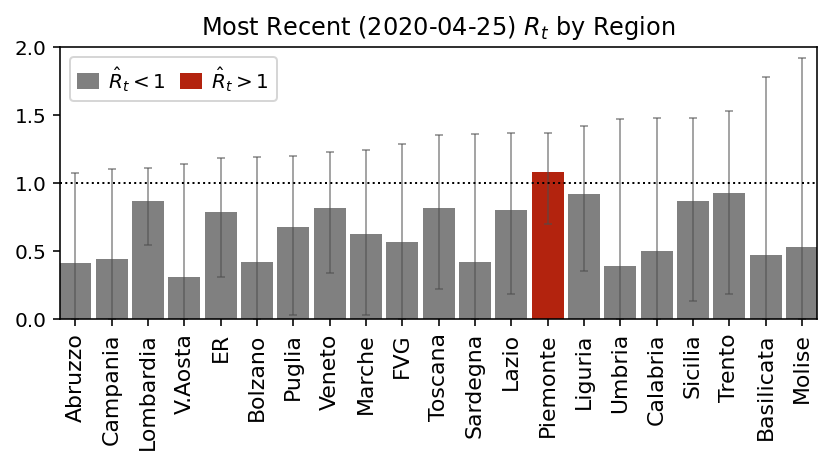 Most Recent (2020-04-25) $R_t$ by Region
2.0
1.5
1.0
0.5
0.0
$\hat{R}_t < 1$ $\hat{R}_t > 1$
Abruzzo
Campania
Lombardia
V.Aosta
ER
Bolzano
Puglia
Veneto
Marche
FVG
Toscana
Sardegna
Lazio
Piemonte
Liguria
Umbria
Calabria
Sicilia
Trento
Basilicata
Molise